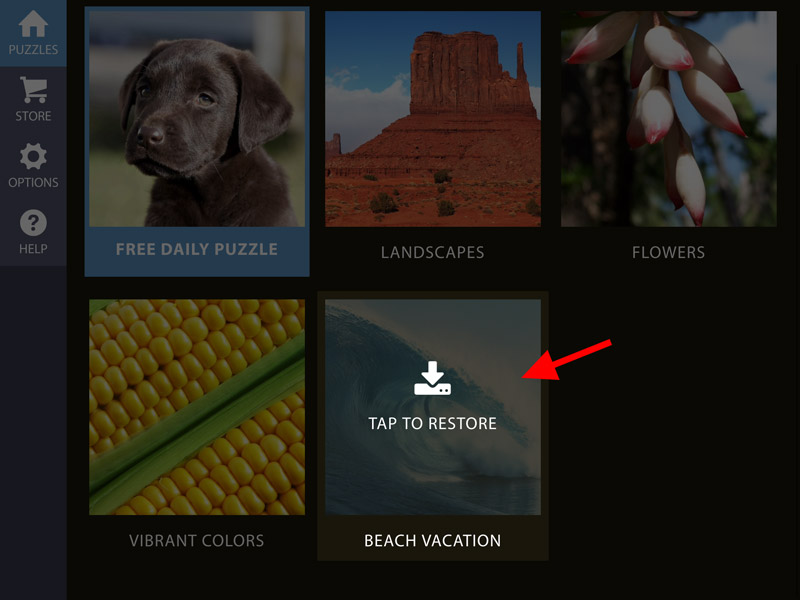 PUZZLES
STORE
OPTIONS
HELP
FREE DAILY PUZZLE
LANDSCAPES
FLOWERS
TAP TO RESTORE
VIBRANT COLORS
BEACH VACATION